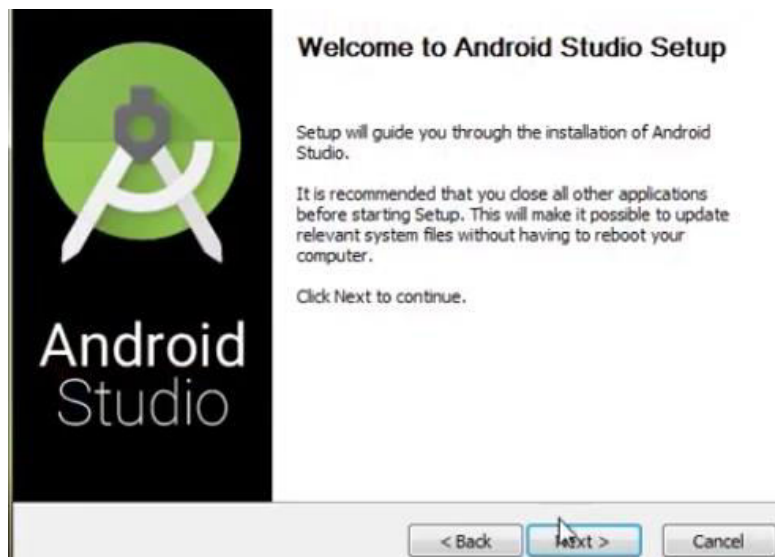 Welcome to Android Studio Setup
Setup will guide you through the installation of Android
Studio.
It is recommended that you close all other applications
before starting Setup. This will make it possible to update
relevant system files without having to reboot your
computer.
Click Next to continue.
Android
Studio
< Back
Next >
Cancel